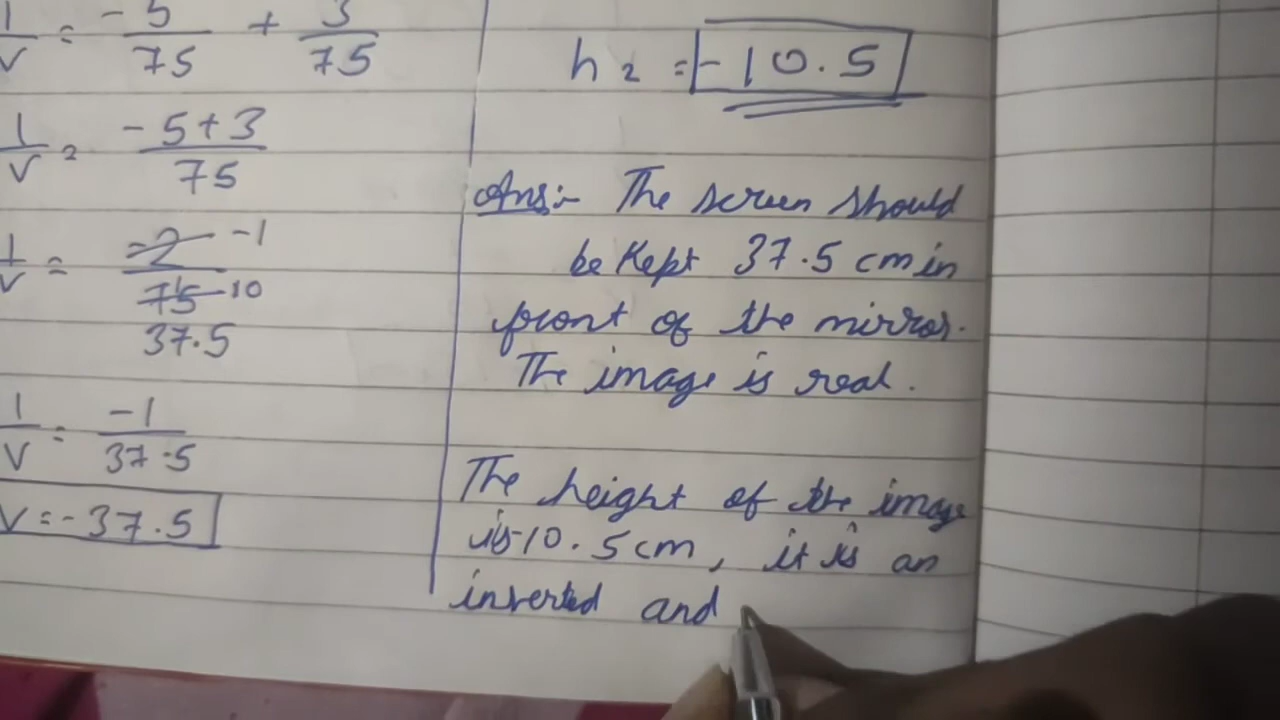 1/v = -5/75 + 3/75
1/v = -5+3/75
1/v = -2 -1
75 10
37.5
1/v = -1/37.5
v = -37.5
h2 = -10.5
Ans:- The screen should
be kept 37.5 cm in
front of the mirror.
The image is real.
The height of the image
is -10.5 cm, it is an
inverted and